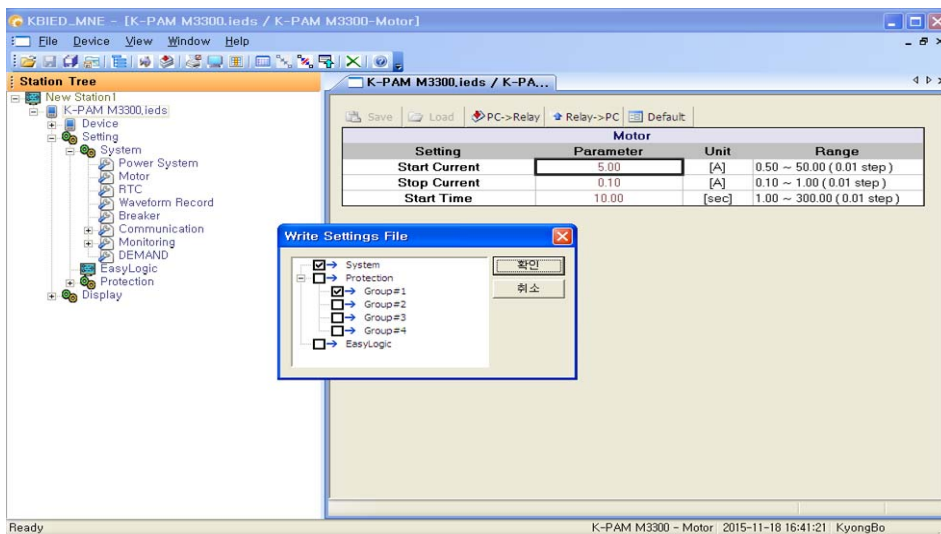 KBIED_MNE - [K-PAM M3300.ieds / K-PAM M3300-Motor]
File Device View Window Help
Station Tree
New Station1
K-PAM M3300.ieds
Device
Setting
System
Power System
Motor
RTC
Waveform Record
Breaker
Communication
Monitoring
DEMAND
EasyLogic
Protection
Display
K-PAM M3300.ieds / K-PA...
Save Load PC->Relay Relay->PC Default
Motor
Setting Parameter Unit Range
Start Current 5.00 [A] 0.50 ~ 50.00 ( 0.01 step )
Stop Current 0.10 [A] 0.10 ~ 1.00 ( 0.01 step )
Start Time 10.00 [sec] 1.00 ~ 300.00 ( 0.01 step )
Write Settings File
System
Protection
Group#1
Group#2
Group#3
Group#4
EasyLogic
확인
취소
Ready
K-PAM M3300 - Motor 2015-11-18 16:41:21 KyongBo